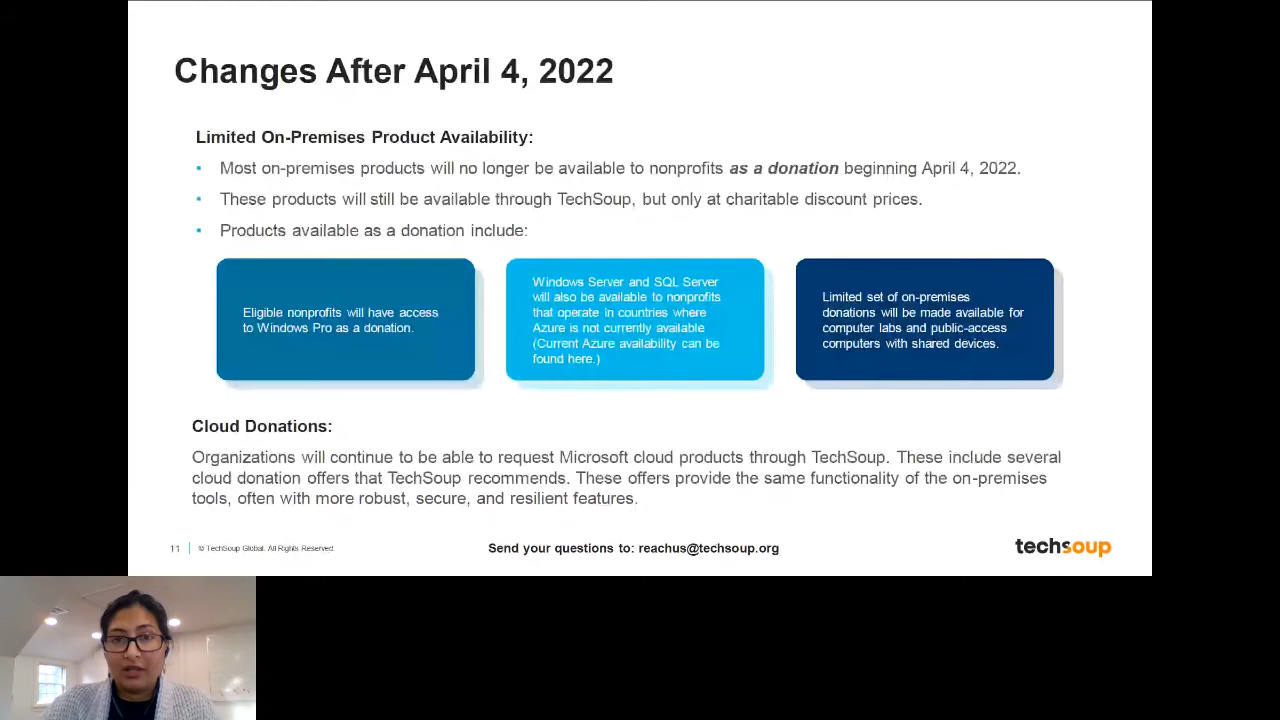 Changes After April 4, 2022
Limited On-Premises Product Availability:
• Most on-premises products will no longer be available to nonprofits as a donation beginning April 4, 2022.
• These products will still be available through TechSoup, but only at charitable discount prices.
• Products available as a donation include:
Eligible nonprofits will have access
to Windows Pro as a donation.
Windows Server and SQL Server
will also be available to nonprofits
that operate in countries where
Azure is not currently available
(Current Azure availability can be
found here.)
Limited set of on-premises
donations will be made available for
computer labs and public-access
computers with shared devices.
Cloud Donations:
Organizations will continue to be able to request Microsoft cloud products through TechSoup. These include several
cloud donation offers that TechSoup recommends. These offers provide the same functionality of the on-premises
tools, often with more robust, secure, and resilient features.
11 © TechSoup Global. All Rights Reserved.
Send your questions to: reachus@techsoup.org
techsoup